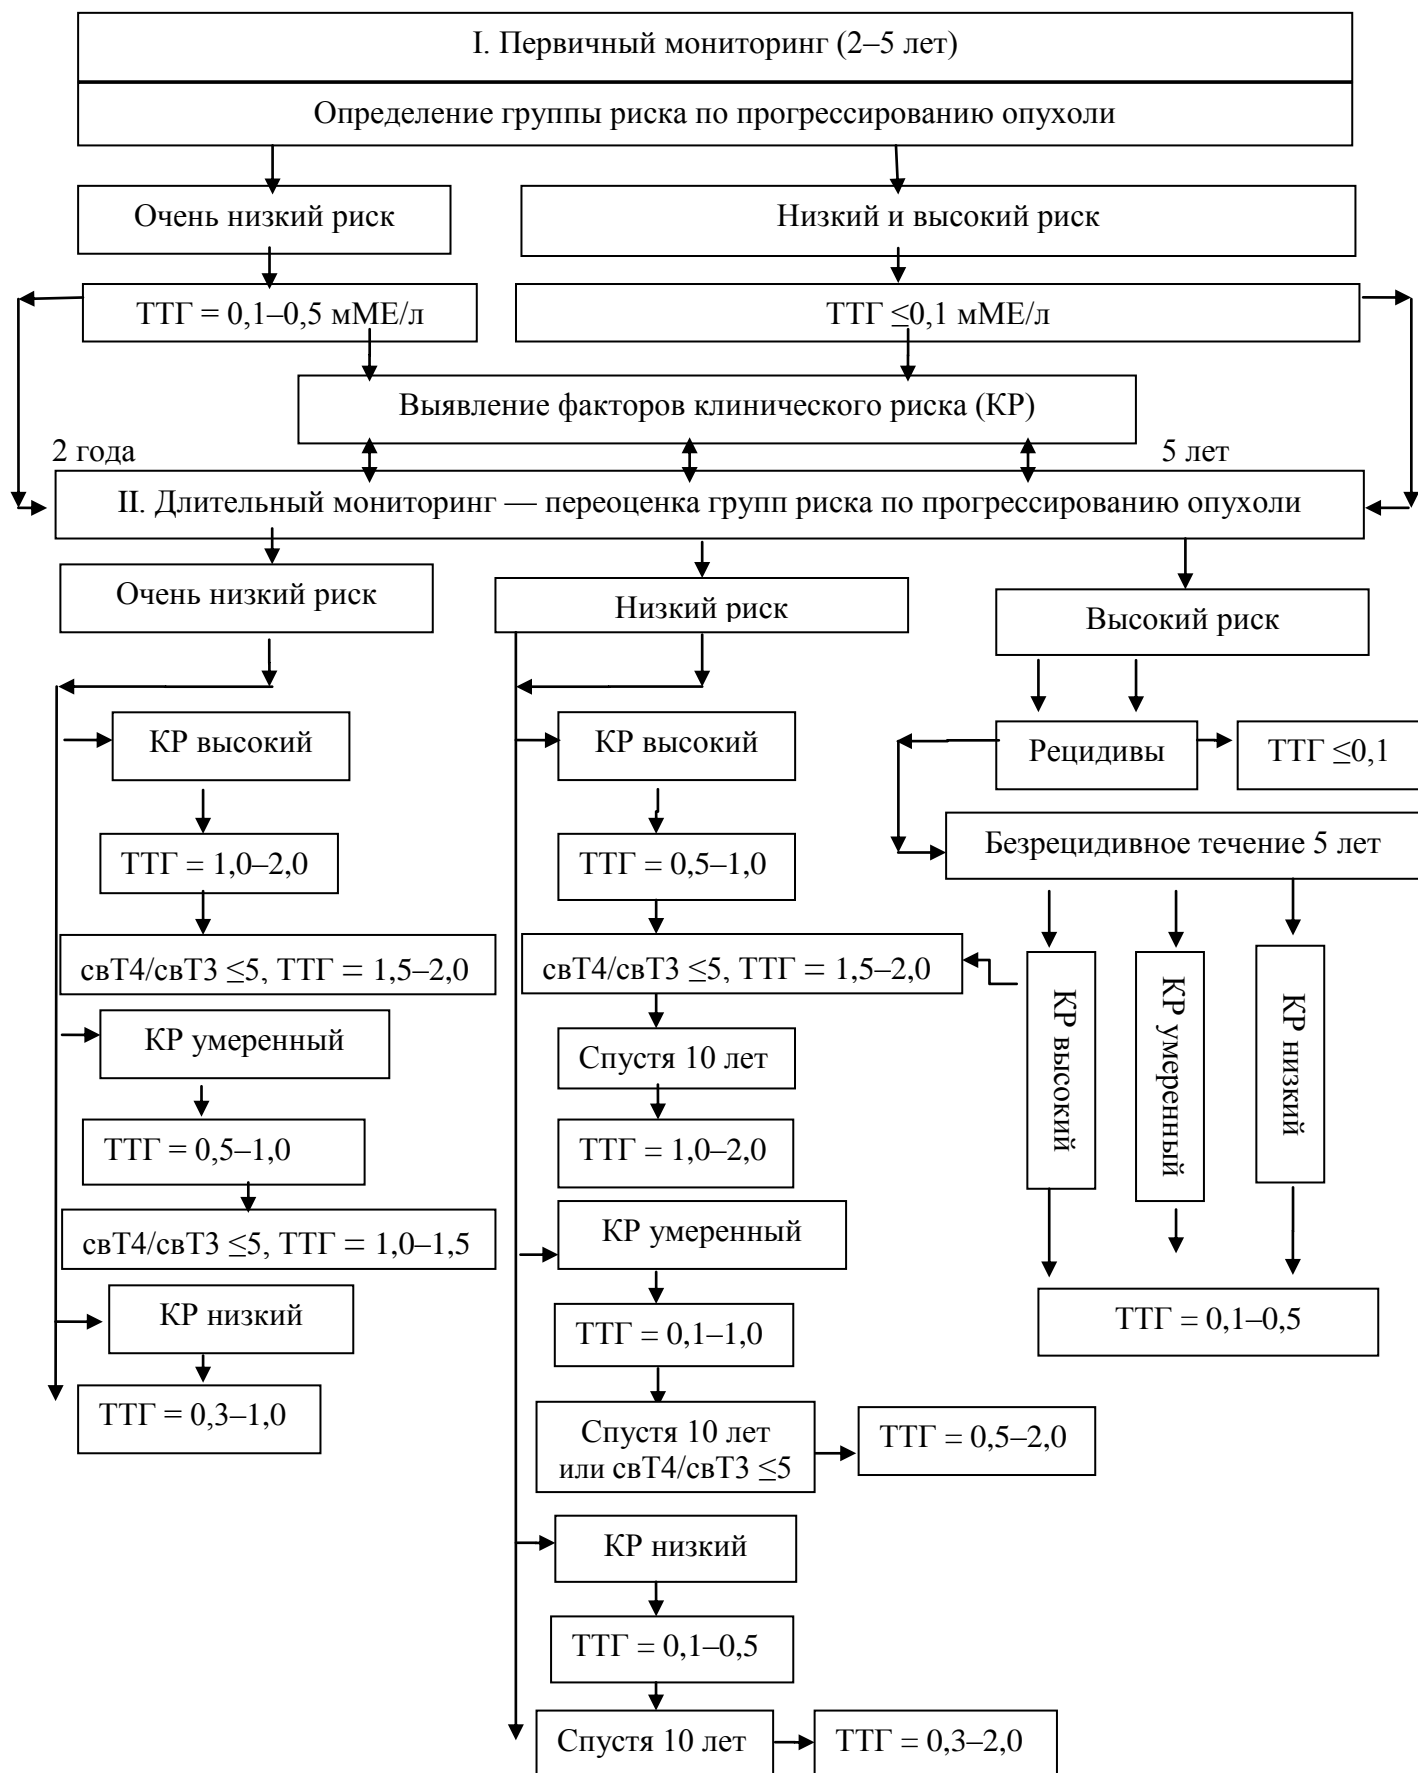 I. Первичный мониторинг (2–5 лет)
Определение группы риска по прогрессированию опухоли
Очень низкий риск
Низкий и высокий риск
ТТГ = 0,1–0,5 мМЕ/л
ТТГ ≤0,1 мМЕ/л
Выявление факторов клинического риска (КР)
2 года
5 лет
II. Длительный мониторинг — переоценка групп риска по прогрессированию опухоли
Очень низкий риск
КР высокий
ТТГ = 1,0–2,0
свТ4/свТ3 ≤5, ТТГ = 1,5–2,0
КР умеренный
ТТГ = 0,5–1,0
свТ4/свТ3 ≤5, ТТГ = 1,0–1,5
КР низкий
ТТГ = 0,3–1,0
Низкий риск
КР высокий
ТТГ = 0,5–1,0
свТ4/свТ3 ≤5, ТТГ = 1,5–2,0
Спустя 10 лет
ТТГ = 1,0–2,0
КР умеренный
ТТГ = 0,1–1,0
Спустя 10 лет
или свТ4/свТ3 ≤5
ТТГ = 0,5–2,0
КР низкий
ТТГ = 0,1–0,5
Спустя 10 лет
ТТГ = 0,3–2,0
Высокий риск
Рецидивы
ТТГ ≤0,1
Безрецидивное течение 5 лет
КР высокий
КР умеренный
КР низкий
ТТГ = 0,1–0,5